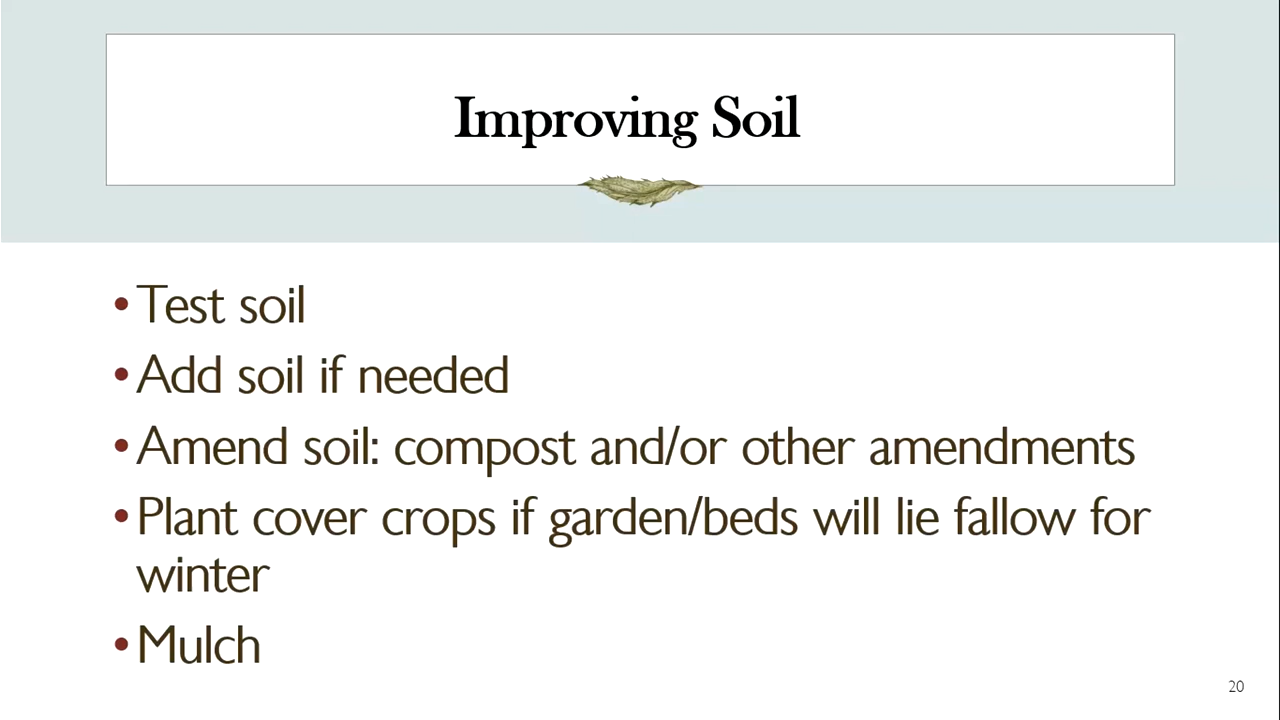 Improving Soil
•Test soil
•Add soil if needed
•Amend soil: compost and/or other amendments
•Plant cover crops if garden/beds will lie fallow for
winter
•Mulch
20